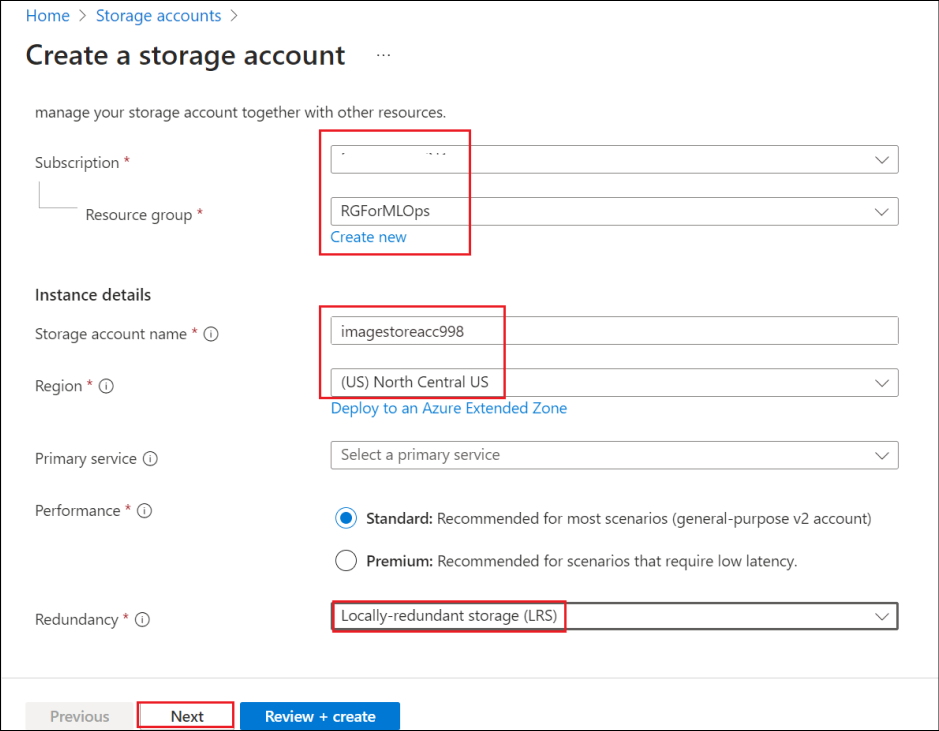 Home > Storage accounts >
Create a storage account ...
manage your storage account together with other resources.
Subscription *
Resource group *
RGForMLOps
Create new
Instance details
Storage account name *
imagestoreacc998
Region *
(US) North Central US
Deploy to an Azure Extended Zone
Primary service
Select a primary service
Performance *
Standard: Recommended for most scenarios (general-purpose v2 account)
Premium: Recommended for scenarios that require low latency.
Redundancy *
Locally-redundant storage (LRS)
Previous
Next
Review + create